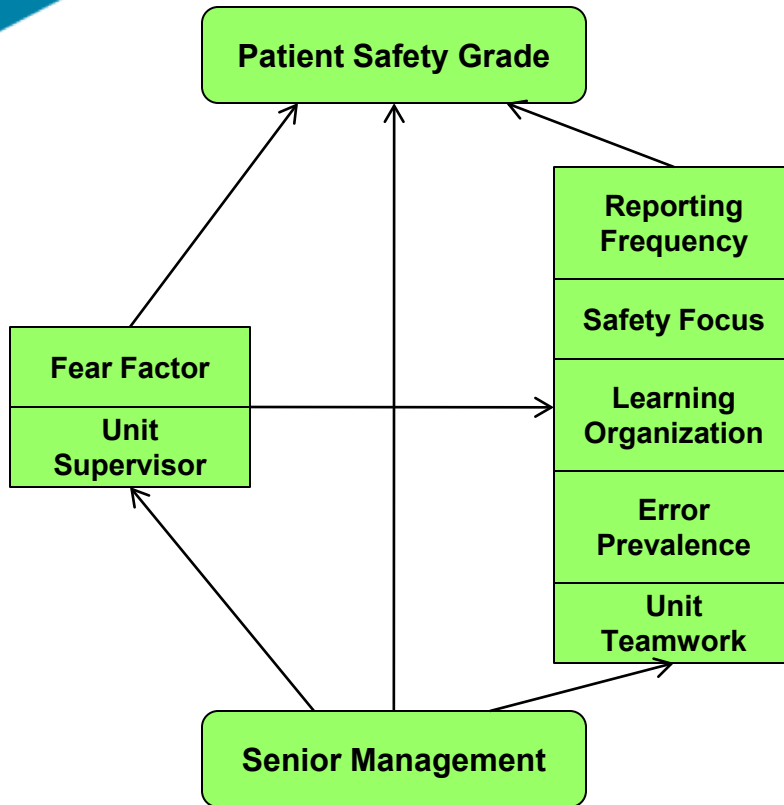 Patient Safety Grade
Reporting
Frequency
Safety Focus
Learning
Organization
Error
Prevalence
Unit
Teamwork
Fear Factor
Unit
Supervisor
Senior Management